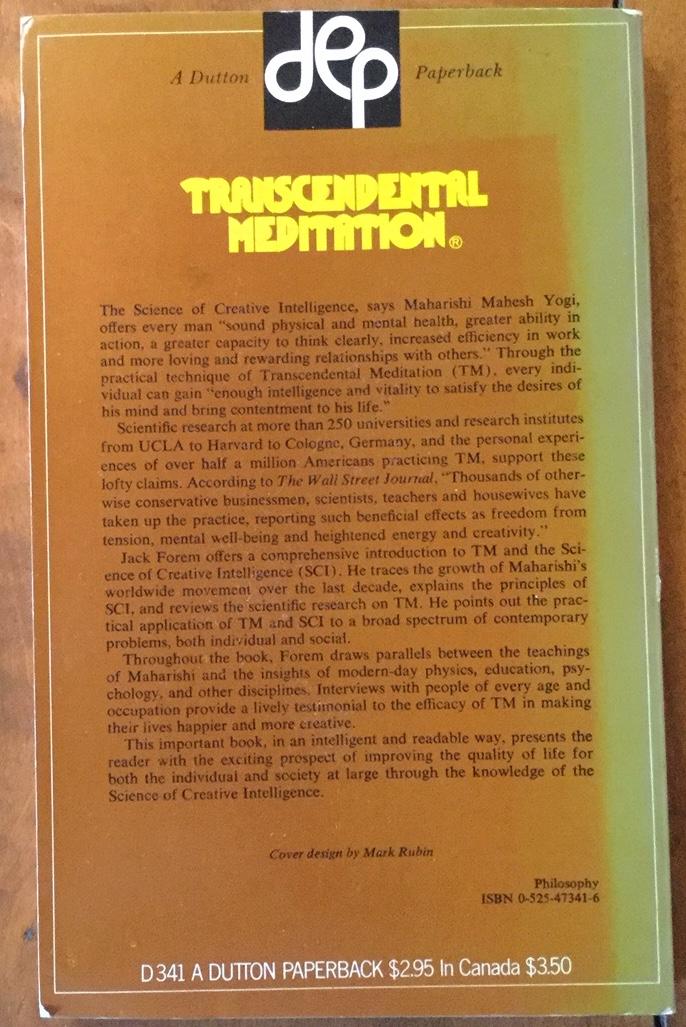 A Dutton dep Paperback
TRANSCENDENTAL
MEDITATION®
The Science of Creative Intelligence, says Maharishi Mahesh Yogi,
offers every man "sound physical and mental health, greater ability in
action, a greater capacity to think clearly, increased efficiency in work
and more loving and rewarding relationships with others." Through the
practical technique of Transcendental Meditation (TM), every indi-
vidual can gain "enough intelligence and vitality to satisfy the desires of
his mind and bring contentment to his life."
Scientific research at more than 250 universities and research institutes
from UCLA to Harvard to Cologne, Germany, and the personal experi-
ences of over half a million Americans practicing TM, support these
lofty claims. According to The Wall Street Journal, "Thousands of other-
wise conservative businessmen, scientists, teachers and housewives have
taken up the practice, reporting such beneficial effects as freedom from
tension, mental well-being and heightened energy and creativity."
Jack Forem offers a comprehensive introduction to TM and the Sci-
ence of Creative Intelligence (SCI). He traces the growth of Maharishi's
worldwide movement over the last decade, explains the principles of
SCI, and reviews the scientific research on TM. He points out the prac-
tical application of TM and SCI to a broad spectrum of contemporary
problems, both individual and social.
Throughout the book, Forem draws parallels between the teachings
of Maharishi and the insights of modern-day physics, education, psy-
chology, and other disciplines. Interviews with people of every age and
occupation provide a lively testimonial to the efficacy of TM in making
their lives happier and more creative.
This important book, in an intelligent and readable way, presents the
reader with the exciting prospect of improving the quality of life for
both the individual and society at large through the knowledge of the
Science of Creative Intelligence.
Cover design by Mark Rubin
Philosophy
ISBN 0-525-47341-6
D 341 A DUTTON PAPERBACK $2.95 In Canada $3.50